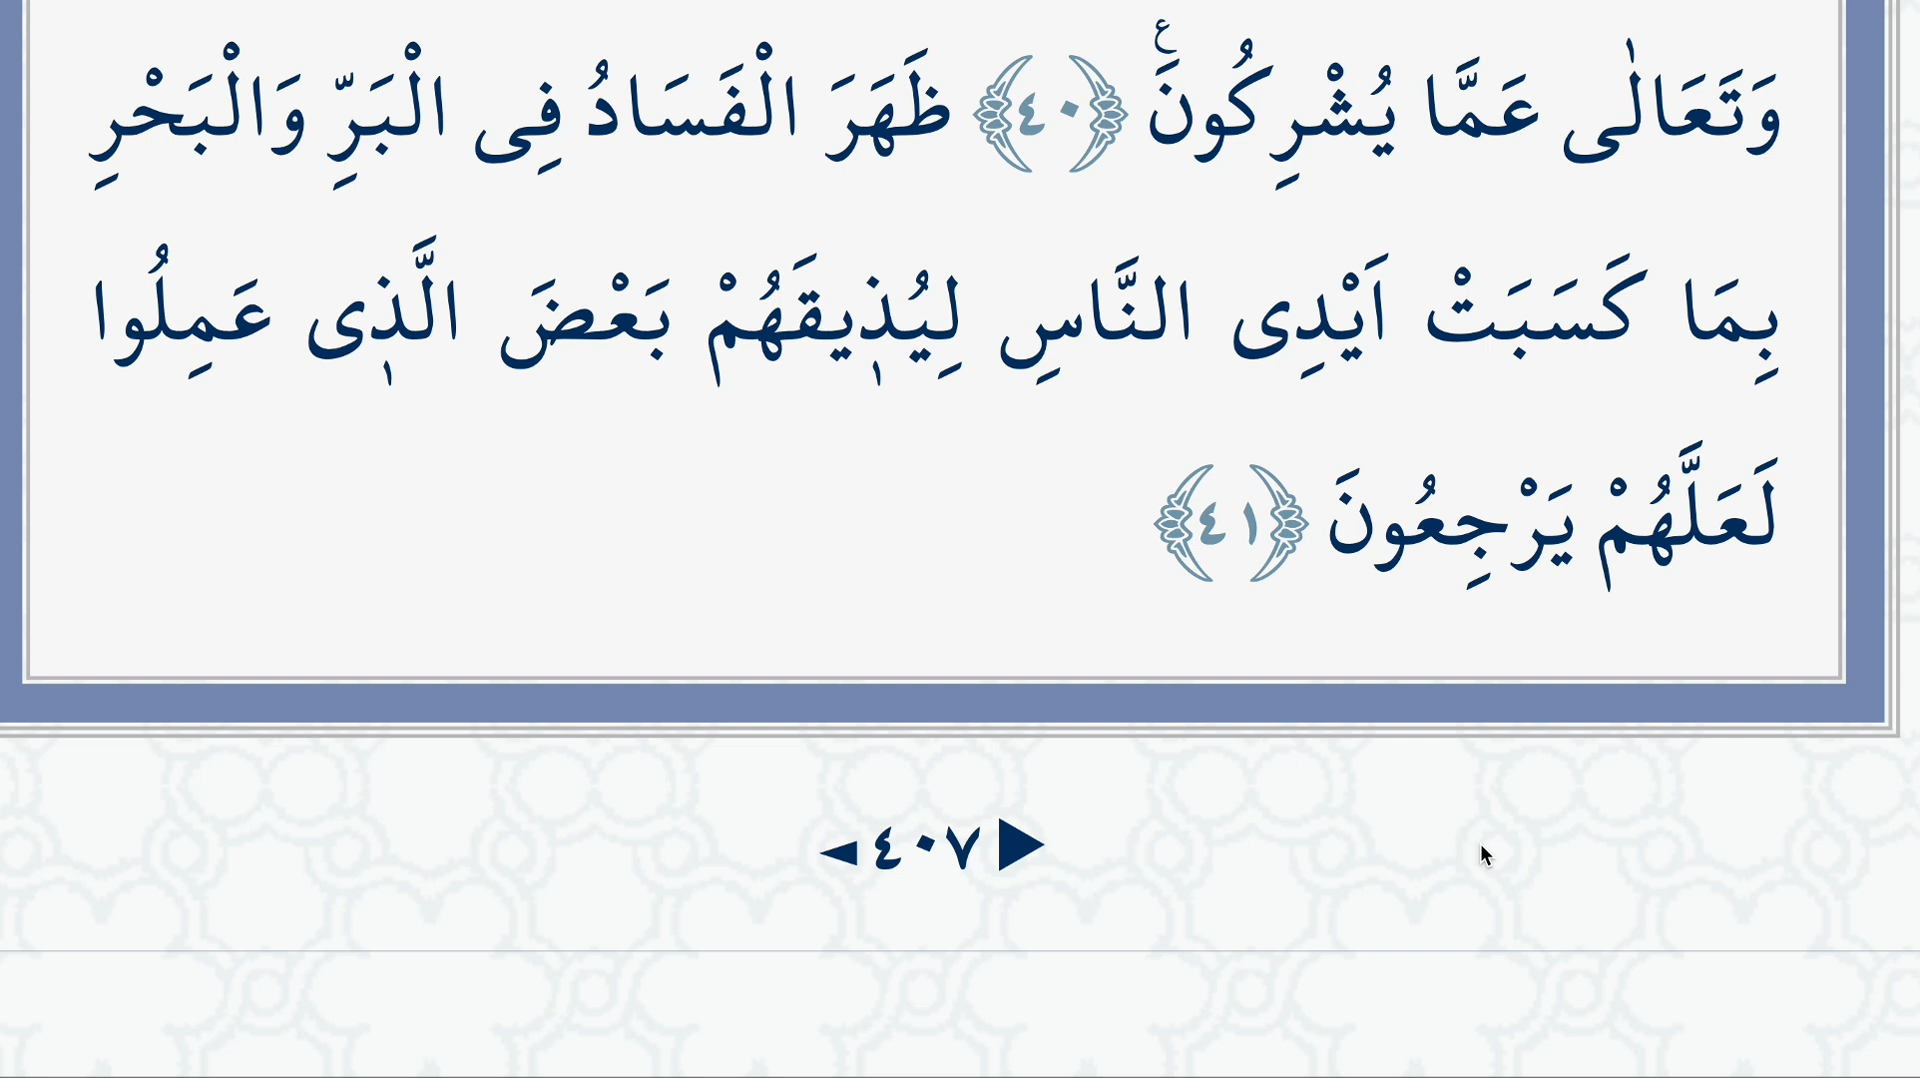 وَتَعَالٰى عَمَّا يُشْرِكُونَ۟ ﴿٤٠﴾ ظَهَرَ الْفَسَادُ فِى الْبَرِّ وَالْبَحْرِ
بِمَا كَسَبَتْ اَيْدِى النَّاسِ لِيُذٖيقَهُمْ بَعْضَ الَّذٖى عَمِلُوا
لَعَلَّهُمْ يَرْجِعُونَ ﴿٤١﴾
٤٠٧